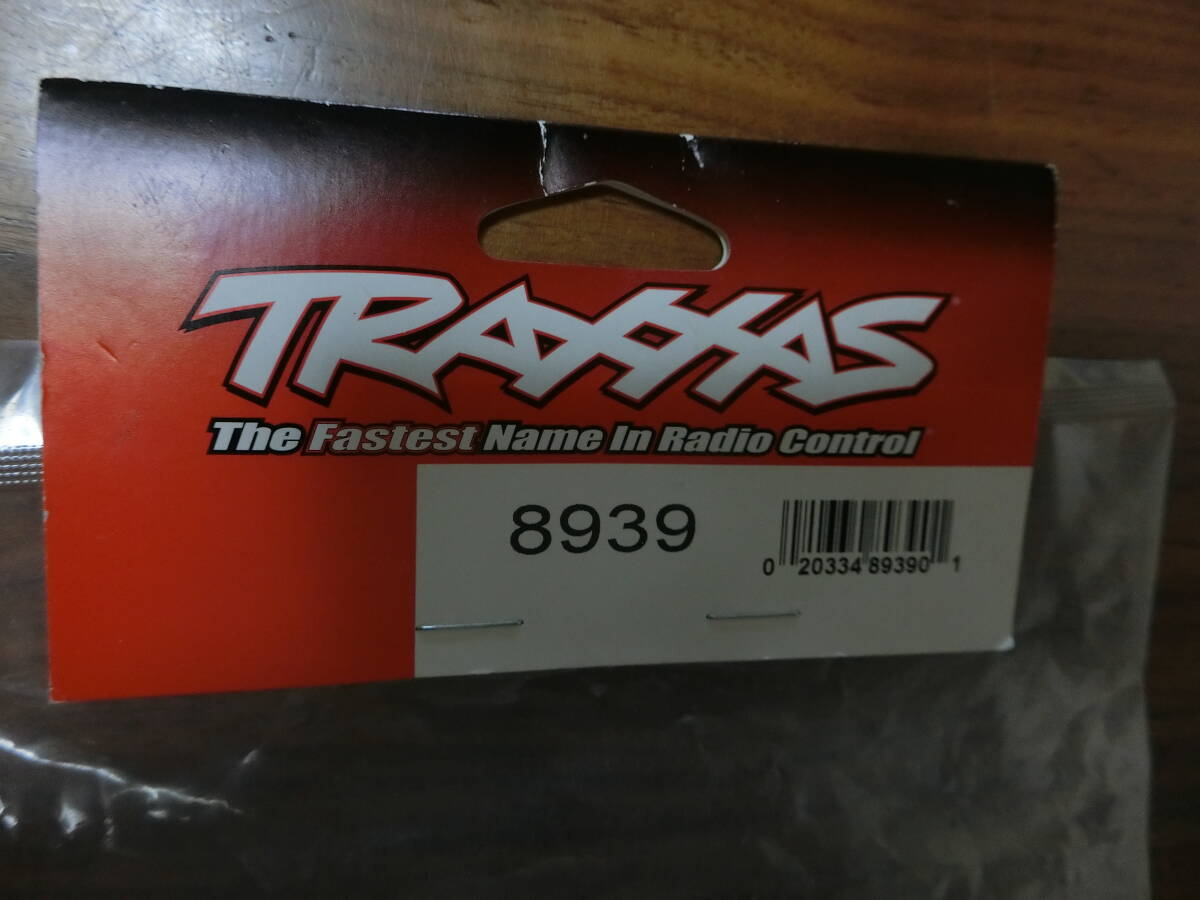 TRAXXAS
The Fastest Name In Radio Control
8939
0 20334 89390 1